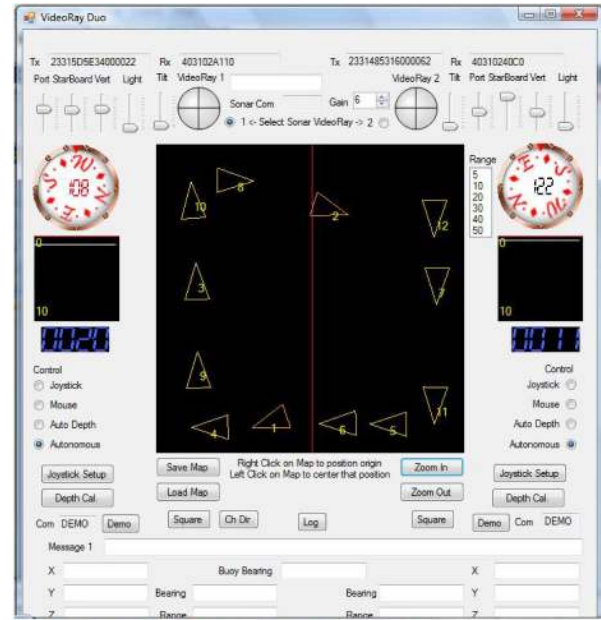 VideoRay Duo
Tx 23315D5E34000022 Rx 403102A110 Tx 2331485316000062 Rx 40310240C0
Port StarBoard Vert Light Tilt VideoRay 1 VideoRay 2 Tilt Port StarBoard Vert Light
Sonar Com Gain 6
1 <- Select Sonar VideoRay -> 2
Range
5
10
20
30
40
50
W N E S
108
E S W N
122
0
10
0
10
8
10
2
12
3
7
9
11
4 1 6 5
0020
0011
Control
Joystick
Mouse
Auto Depth
Autonomous
Control
Joystick
Mouse
Auto Depth
Autonomous
Joystick Setup
Depth Cal.
Save Map Right Click on Map to position origin Zoom In
Left Click on Map to center that position
Load Map Zoom Out
Joystick Setup
Depth Cal.
Com DEMO Demo Square Ch Dir. Log Square Demo Com DEMO
Message 1
X Buoy Bearing X
Y Bearing Bearing Y
Z Range Range Z